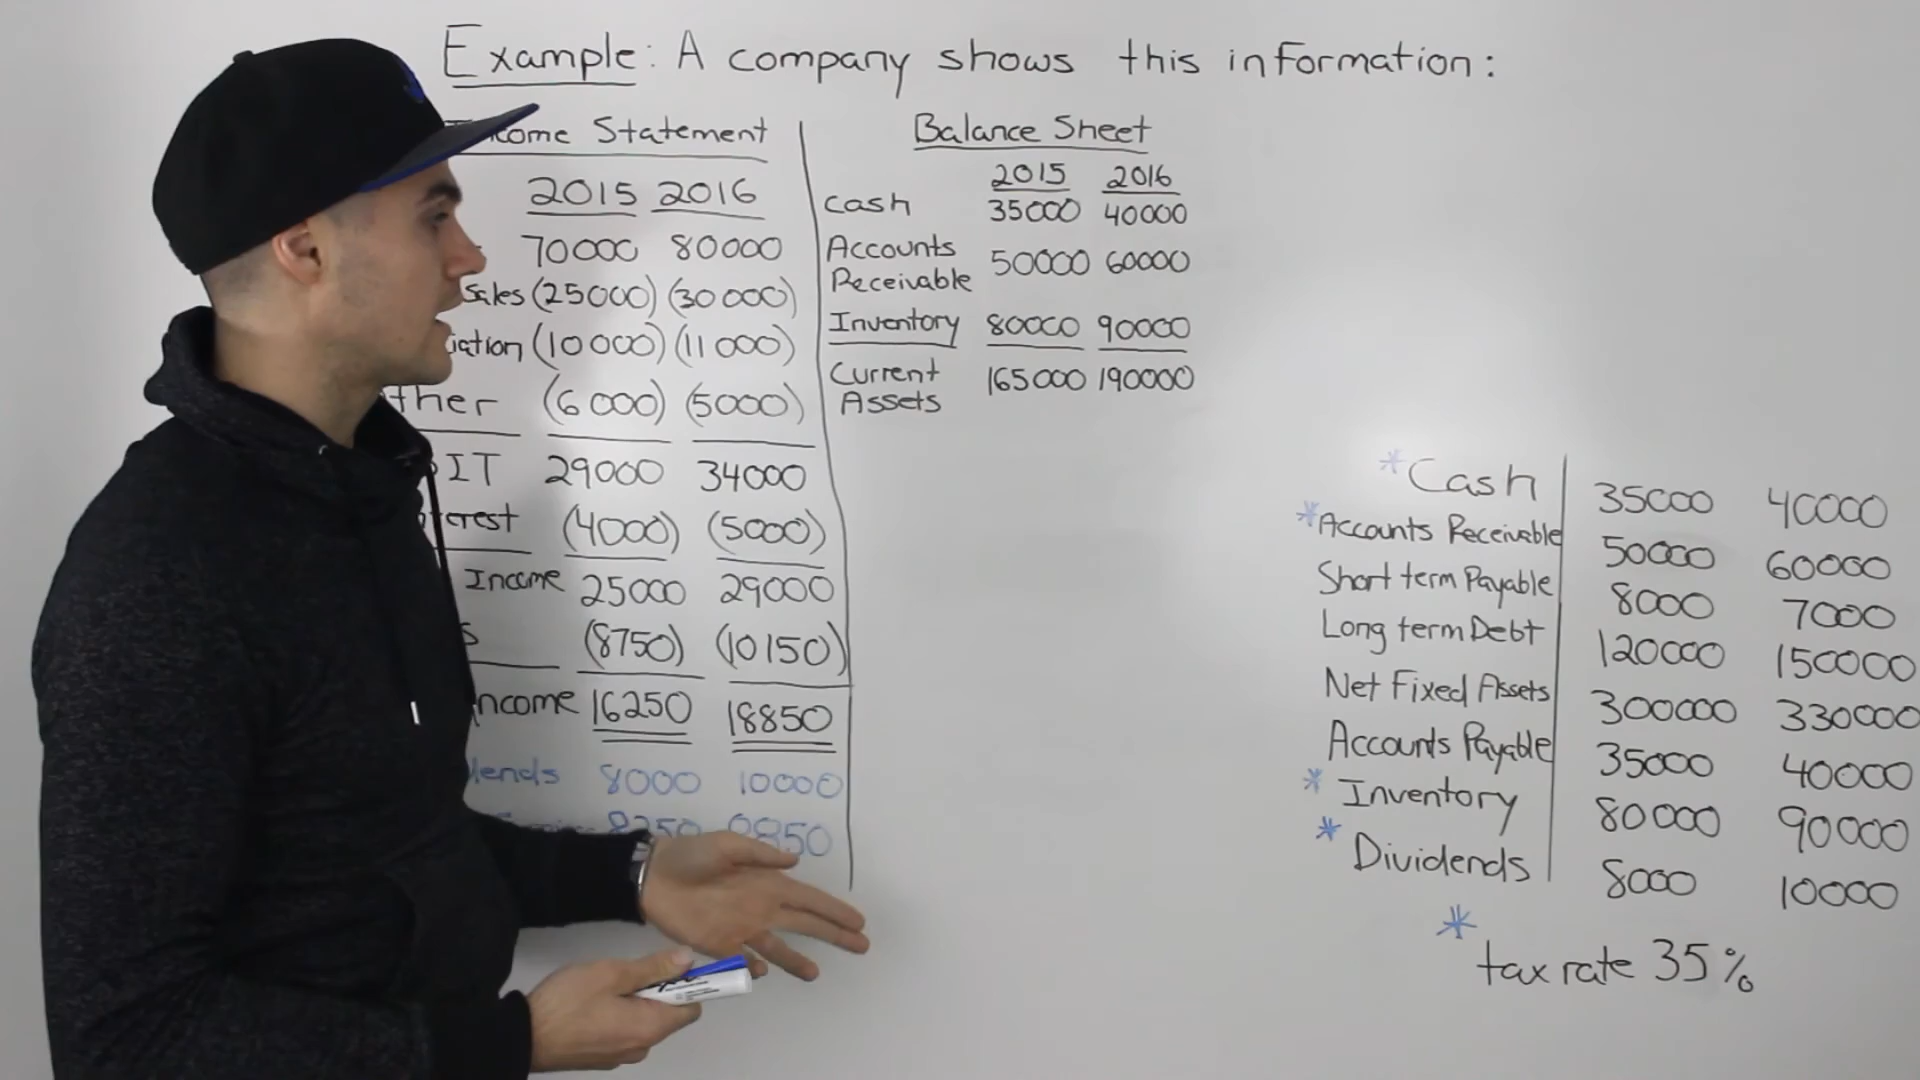 Example: A company shows this information:
Income Statement
2015 2016
70000 80000
Sales (25000) (30000)
iation (10000) (11000)
ther (6000) (5000)
IT 29000 34000
erest (4000) (5000)
Income 25000 29000
s (8750) (10150)
ncome 16250 18850
dends 8000 10000
8250 9850
Balance Sheet
2015 2016
Cash 35000 40000
Accounts
Receivable 50000 60000
Inventory 80000 90000
Current
Assets 165000 190000
*Cash 35000 40000
*Accounts Receivable 50000 60000
Short term Payable 8000 7000
Long term Debt 120000 150000
Net Fixed Assets 300000 330000
Accounts Payable 35000 40000
* Inventory 80000 90000
* Dividends 8000 10000
* tax rate 35%